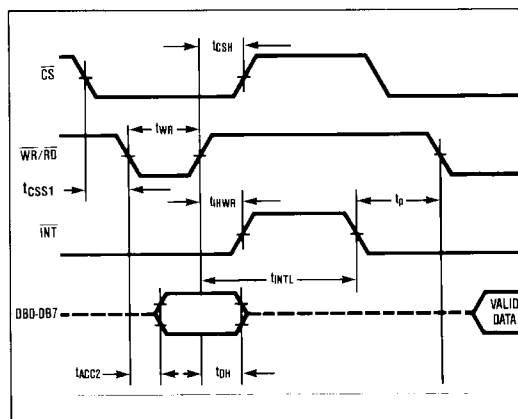 tCSH
CS
tWR
WR/RD
tCSS1
tIHWR
tp
INT
tINTL
DB0-DB7
VALID
DATA
tACC2
tDH